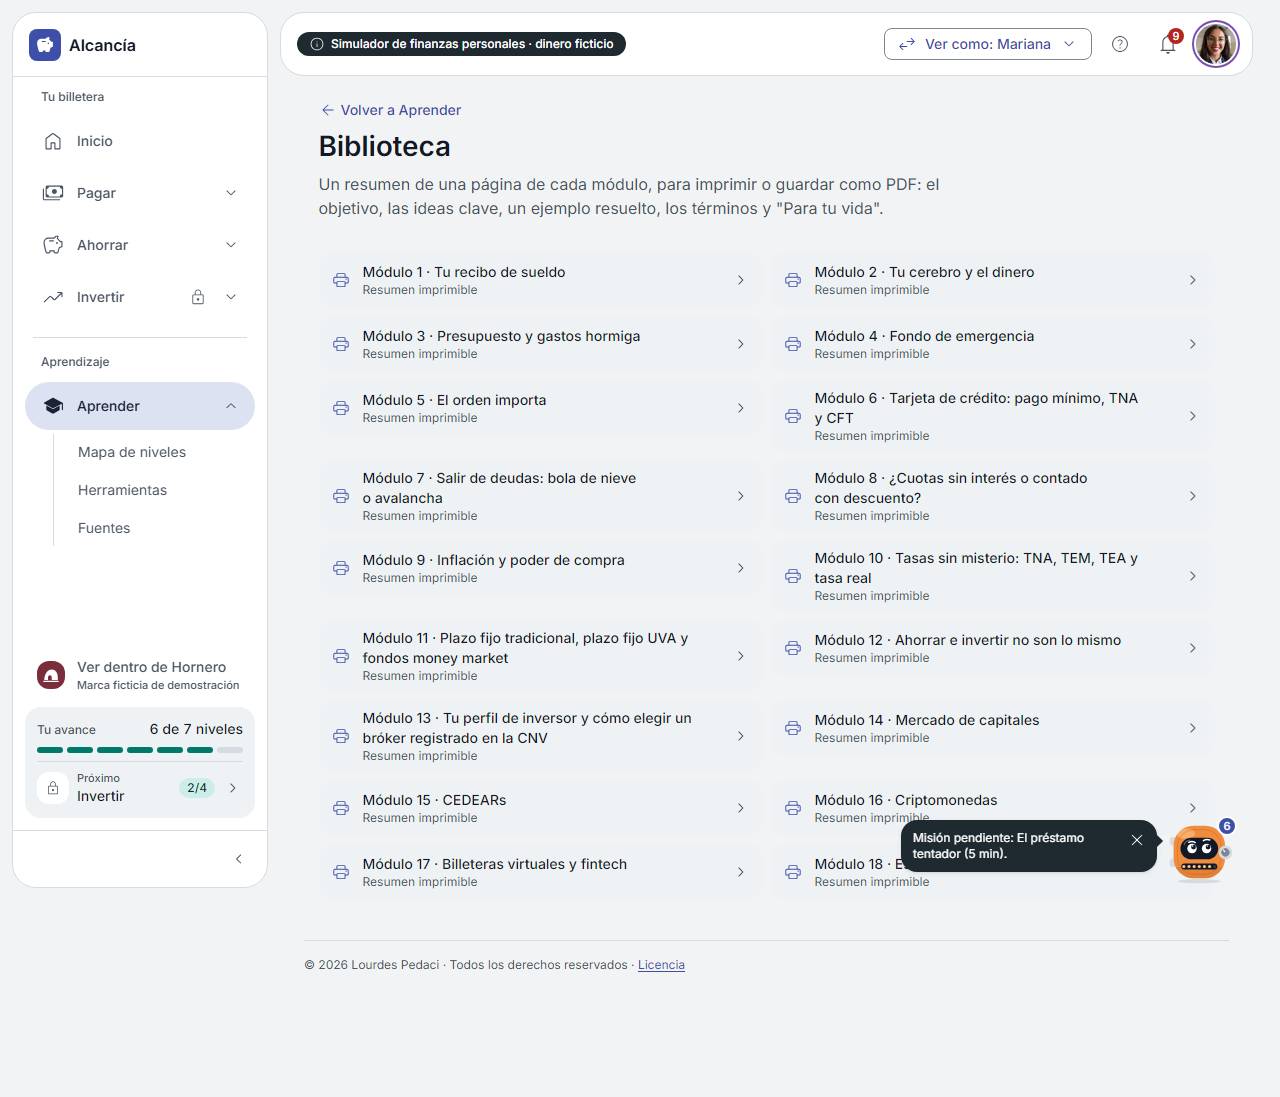 Alcancía
Tu billetera
Inicio
Pagar
Ahorrar
Invertir
Aprendizaje
Aprender
Mapa de niveles
Herramientas
Fuentes
Ver dentro de Hornero
Marca ficticia de demostración
Tu avance 6 de 7 niveles
Próximo
Invertir
2/4
Simulador de finanzas personales · dinero ficticio
Ver como: Mariana
9
Volver a Aprender
Biblioteca
Un resumen de una página de cada módulo, para imprimir o guardar como PDF: el
objetivo, las ideas clave, un ejemplo resuelto, los términos y "Para tu vida".
Módulo 1 · Tu recibo de sueldo
Resumen imprimible
Módulo 2 · Tu cerebro y el dinero
Resumen imprimible
Módulo 3 · Presupuesto y gastos hormiga
Resumen imprimible
Módulo 4 · Fondo de emergencia
Resumen imprimible
Módulo 5 · El orden importa
Resumen imprimible
Módulo 6 · Tarjeta de crédito: pago mínimo, TNA
y CFT
Resumen imprimible
Módulo 7 · Salir de deudas: bola de nieve
o avalancha
Resumen imprimible
Módulo 8 · ¿Cuotas sin interés o contado
con descuento?
Resumen imprimible
Módulo 9 · Inflación y poder de compra
Resumen imprimible
Módulo 10 · Tasas sin misterio: TNA, TEM, TEA y
tasa real
Resumen imprimible
Módulo 11 · Plazo fijo tradicional, plazo fijo UVA y
fondos money market
Resumen imprimible
Módulo 12 · Ahorrar e invertir no son lo mismo
Resumen imprimible
Módulo 13 · Tu perfil de inversor y cómo elegir un
bróker registrado en la CNV
Resumen imprimible
Módulo 14 · Mercado de capitales
Resumen imprimible
Módulo 15 · CEDEARs
Resumen imprimible
Módulo 16 · Criptomonedas
Resumen imprimible
Módulo 17 · Billeteras virtuales y fintech
Resumen imprimible
Módulo 18 ·
Resumen imprimible
Misión pendiente: El préstamo
tentador (5 min).
6
© 2026 Lourdes Pedaci · Todos los derechos reservados · Licencia